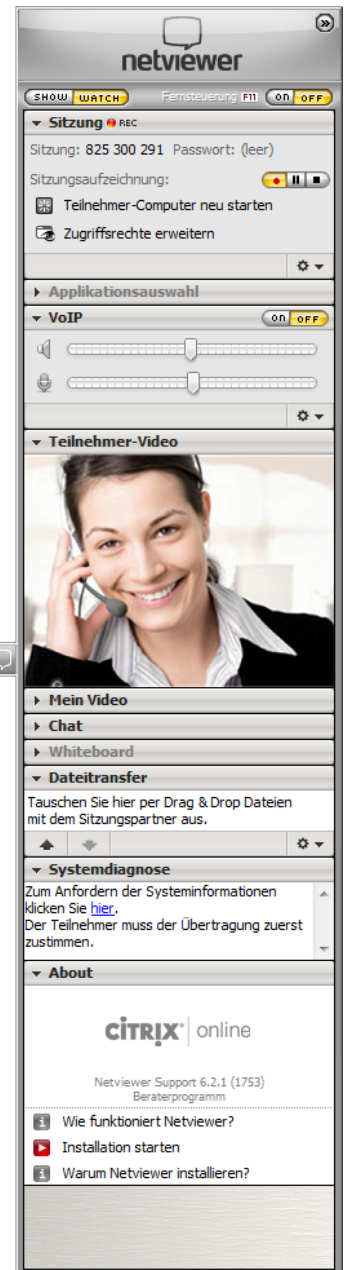 netviewer
SHOW WATCH Fernsteuerung F11 on OFF
Sitzung REC
Sitzung: 825 300 291 Passwort: (leer)
Sitzungsaufzeichnung:
Teilnehmer-Computer neu starten
Zugriffsrechte erweitern
Applikationsauswahl
VoIP on OFF
Teilnehmer-Video
Mein Video
Chat
Whiteboard
Dateitransfer
Tauschen Sie hier per Drag & Drop Dateien
mit dem Sitzungspartner aus.
Systemdiagnose
Zum Anfordern der Systeminformationen
klicken Sie hier.
Der Teilnehmer muss der Übertragung zuerst
zustimmen.
About
CİTRIX® online
Netviewer Support 6.2.1 (1753)
Beraterprogramm
Wie funktioniert Netviewer?
Installation starten
Warum Netviewer installieren?